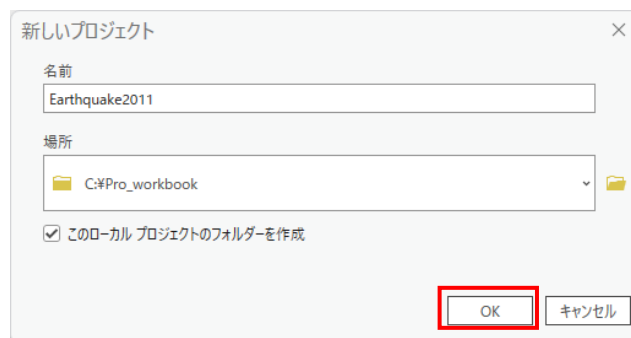 新しいプロジェクト
名前
Earthquake2011
場所
C:¥Pro_workbook
このローカル プロジェクトのフォルダーを作成
OK キャンセル